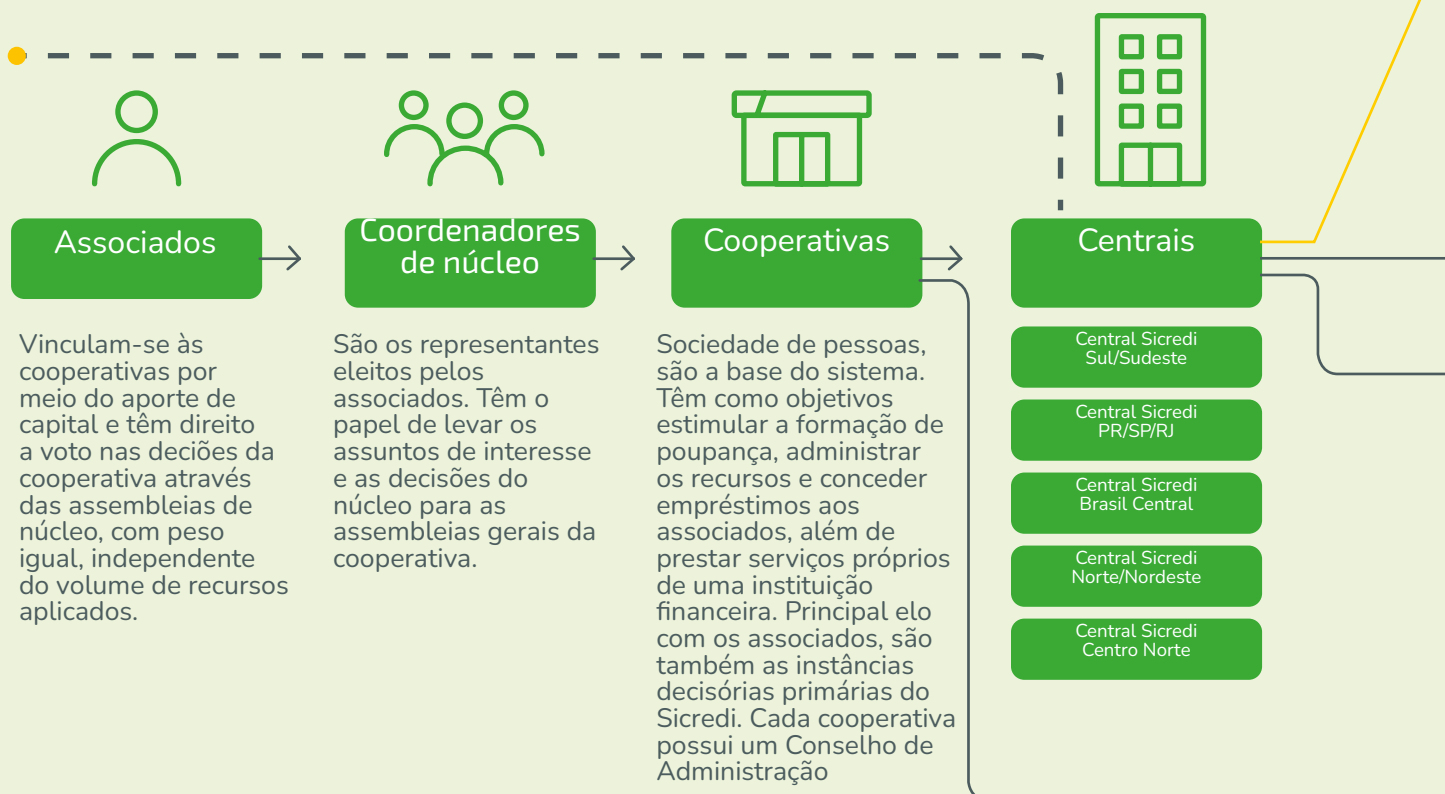 Associados
Coordenadores
de núcleo
Cooperativas
Centrais
Vinculam-se às
cooperativas por
meio do aporte de
capital e têm direito
a voto nas deciões da
cooperativa através
das assembleias de
núcleo, com peso
igual, independente
do volume de recursos
aplicados.
São os representantes
eleitos pelos
associados. Têm o
papel de levar os
assuntos de interesse
e as decisões do
núcleo para as
assembleias gerais da
cooperativa.
Sociedade de pessoas,
são a base do sistema.
Têm como objetivos
estimular a formação de
poupança, administrar
os recursos e conceder
empréstimos aos
associados, além de
prestar serviços próprios
de uma instituição
financeira. Principal elo
com os associados, são
também as instâncias
decisórias primárias do
Sicredi. Cada cooperativa
possui um Conselho de
Administração
Central Sicredi
Sul/Sudeste
Central Sicredi
PR/SP/RJ
Central Sicredi
Brasil Central
Central Sicredi
Norte/Nordeste
Central Sicredi
Centro Norte